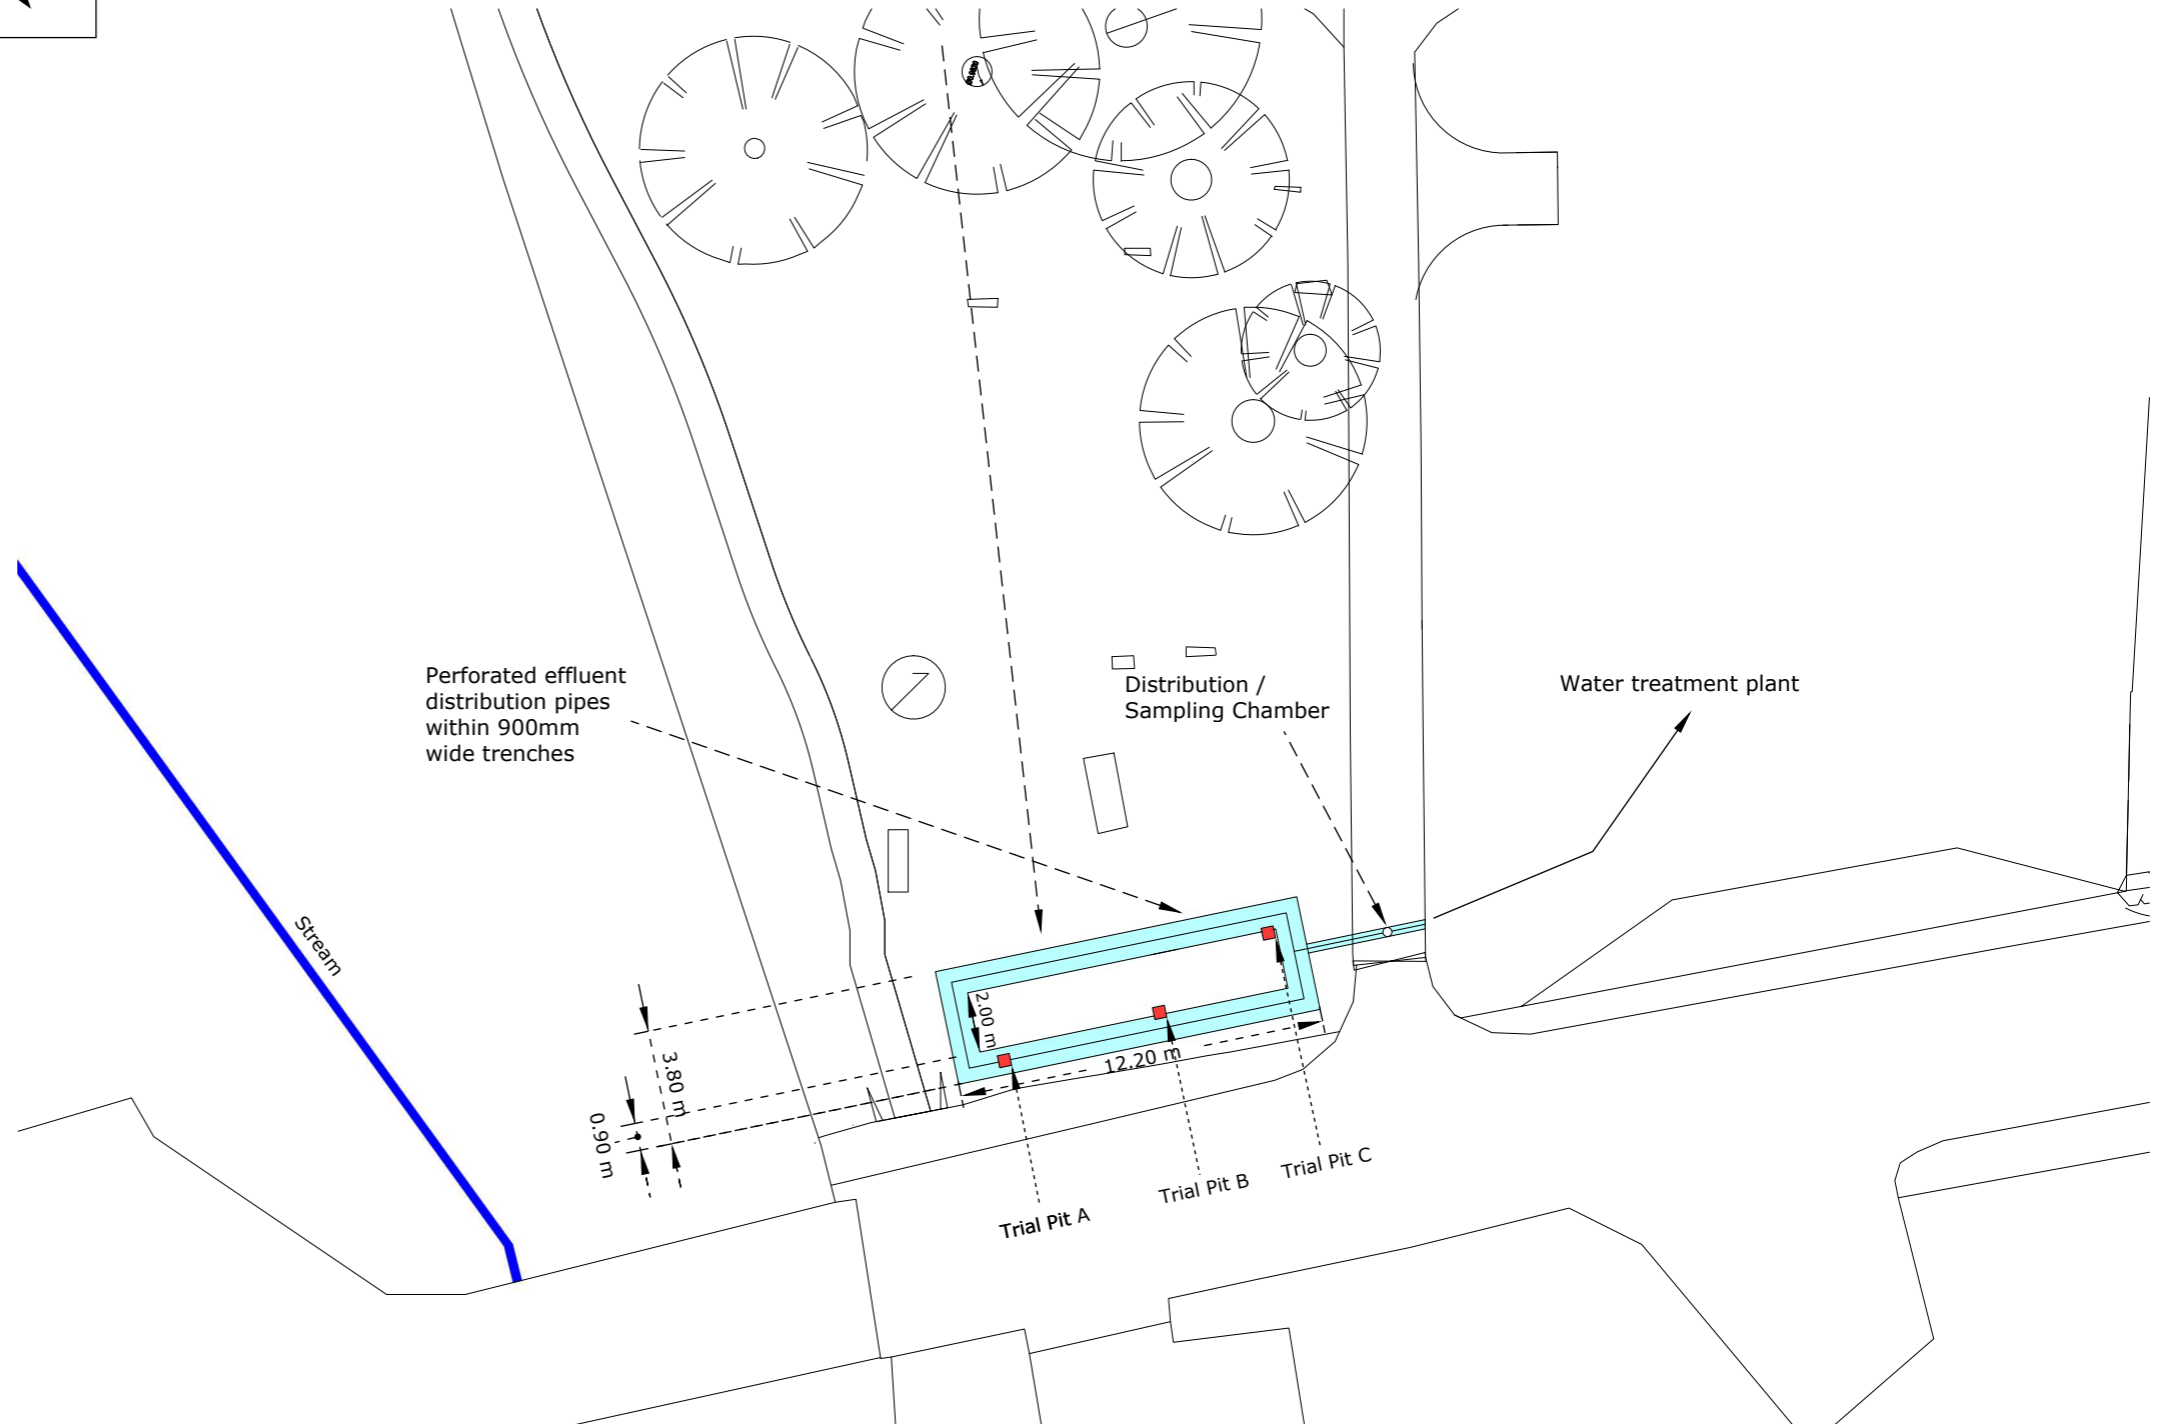 Perforated effluent
distribution pipes
within 900mm
wide trenches
Distribution /
Sampling Chamber
Water treatment plant
Stream
2.00 m
12.20 m
3.80 m
0.90 m
Trial Pit A
Trial Pit B
Trial Pit C